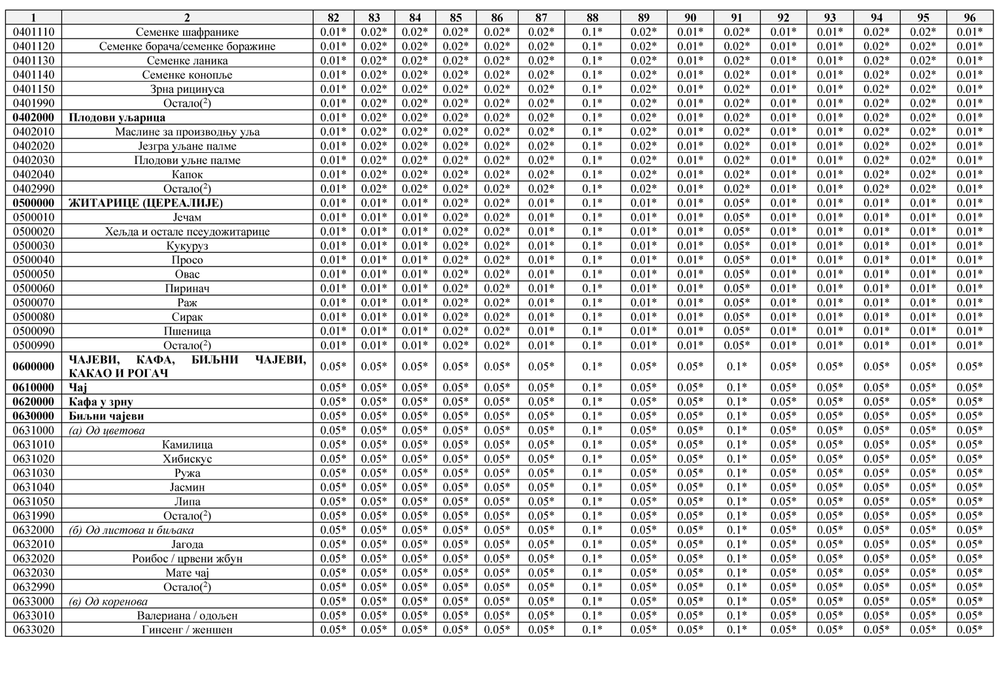 1 2 82 83 84 85 86 87 88 89 90 91 92 93 94 95 96
0401110 Семенке шафранике 0.01* 0.02* 0.02* 0.02* 0.02* 0.02* 0.1* 0.02* 0.01* 0.02* 0.01* 0.01* 0.02* 0.02* 0.01*
0401120 Семенке борача/семенке боражине 0.01* 0.02* 0.02* 0.02* 0.02* 0.02* 0.1* 0.02* 0.01* 0.02* 0.01* 0.01* 0.02* 0.02* 0.01*
0401130 Семенке ланика 0.01* 0.02* 0.02* 0.02* 0.02* 0.02* 0.1* 0.02* 0.01* 0.02* 0.01* 0.01* 0.02* 0.02* 0.01*
0401140 Семенке конопље 0.01* 0.02* 0.02* 0.02* 0.02* 0.02* 0.1* 0.02* 0.01* 0.02* 0.01* 0.01* 0.02* 0.02* 0.01*
0401150 Зрна рицинуса 0.01* 0.02* 0.02* 0.02* 0.02* 0.02* 0.1* 0.02* 0.01* 0.02* 0.01* 0.01* 0.02* 0.02* 0.01*
0401990 Остало(2) 0.01* 0.02* 0.02* 0.02* 0.02* 0.02* 0.1* 0.02* 0.01* 0.02* 0.01* 0.01* 0.02* 0.02* 0.01*
0402000 Плодови уљарица 0.01* 0.02* 0.02* 0.02* 0.02* 0.02* 0.1* 0.02* 0.01* 0.02* 0.01* 0.01* 0.02* 0.02* 0.01*
0402010 Маслине за производњу уља 0.01* 0.02* 0.02* 0.02* 0.02* 0.02* 0.1* 0.02* 0.01* 0.02* 0.01* 0.01* 0.02* 0.02* 0.01*
0402020 Језгра уљане палме 0.01* 0.02* 0.02* 0.02* 0.02* 0.02* 0.1* 0.02* 0.01* 0.02* 0.01* 0.01* 0.02* 0.02* 0.01*
0402030 Плодови уљне палме 0.01* 0.02* 0.02* 0.02* 0.02* 0.02* 0.1* 0.02* 0.01* 0.02* 0.01* 0.01* 0.02* 0.02* 0.01*
0402040 Капок 0.01* 0.02* 0.02* 0.02* 0.02* 0.02* 0.1* 0.02* 0.01* 0.02* 0.01* 0.01* 0.02* 0.02* 0.01*
0402990 Остало(2) 0.01* 0.02* 0.02* 0.02* 0.02* 0.02* 0.1* 0.02* 0.01* 0.02* 0.01* 0.01* 0.02* 0.02* 0.01*
0500000 ЖИТАРИЦЕ (ЦЕРЕАЛИЈЕ) 0.01* 0.01* 0.01* 0.02* 0.02* 0.01* 0.1* 0.01* 0.01* 0.05* 0.01* 0.01* 0.01* 0.01* 0.01*
0500010 Јечам 0.01* 0.01* 0.01* 0.02* 0.02* 0.01* 0.1* 0.01* 0.01* 0.05* 0.01* 0.01* 0.01* 0.01* 0.01*
0500020 Хељда и остале псеудожитарице 0.01* 0.01* 0.01* 0.02* 0.02* 0.01* 0.1* 0.01* 0.01* 0.05* 0.01* 0.01* 0.01* 0.01* 0.01*
0500030 Кукуруз 0.01* 0.01* 0.01* 0.02* 0.02* 0.01* 0.1* 0.01* 0.01* 0.05* 0.01* 0.01* 0.01* 0.01* 0.01*
0500040 Просо 0.01* 0.01* 0.01* 0.02* 0.02* 0.01* 0.1* 0.01* 0.01* 0.05* 0.01* 0.01* 0.01* 0.01* 0.01*
0500050 Овас 0.01* 0.01* 0.01* 0.02* 0.02* 0.01* 0.1* 0.01* 0.01* 0.05* 0.01* 0.01* 0.01* 0.01* 0.01*
0500060 Пиринач 0.01* 0.01* 0.01* 0.02* 0.02* 0.01* 0.1* 0.01* 0.01* 0.05* 0.01* 0.01* 0.01* 0.01* 0.01*
0500070 Раж 0.01* 0.01* 0.01* 0.02* 0.02* 0.01* 0.1* 0.01* 0.01* 0.05* 0.01* 0.01* 0.01* 0.01* 0.01*
0500080 Сирак 0.01* 0.01* 0.01* 0.02* 0.02* 0.01* 0.1* 0.01* 0.01* 0.05* 0.01* 0.01* 0.01* 0.01* 0.01*
0500090 Пшеница 0.01* 0.01* 0.01* 0.02* 0.02* 0.01* 0.1* 0.01* 0.01* 0.05* 0.01* 0.01* 0.01* 0.01* 0.01*
0500990 Остало(2) 0.01* 0.01* 0.01* 0.02* 0.02* 0.01* 0.1* 0.01* 0.01* 0.05* 0.01* 0.01* 0.01* 0.01* 0.01*
0600000 ЧАЈЕВИ, КАФА, БИЉНИ ЧАЈЕВИ,
КАКАО И РОГАЧ 0.05* 0.05* 0.05* 0.05* 0.05* 0.05* 0.1* 0.05* 0.05* 0.1* 0.05* 0.05* 0.05* 0.05* 0.05*
0610000 Чај 0.05* 0.05* 0.05* 0.05* 0.05* 0.05* 0.1* 0.05* 0.05* 0.1* 0.05* 0.05* 0.05* 0.05* 0.05*
0620000 Кафа у зрну 0.05* 0.05* 0.05* 0.05* 0.05* 0.05* 0.1* 0.05* 0.05* 0.1* 0.05* 0.05* 0.05* 0.05* 0.05*
0630000 Биљни чајеви 0.05* 0.05* 0.05* 0.05* 0.05* 0.05* 0.1* 0.05* 0.05* 0.1* 0.05* 0.05* 0.05* 0.05* 0.05*
0631000 (а) Од цветова 0.05* 0.05* 0.05* 0.05* 0.05* 0.05* 0.1* 0.05* 0.05* 0.1* 0.05* 0.05* 0.05* 0.05* 0.05*
0631010 Камилица 0.05* 0.05* 0.05* 0.05* 0.05* 0.05* 0.1* 0.05* 0.05* 0.1* 0.05* 0.05* 0.05* 0.05* 0.05*
0631020 Хибискус 0.05* 0.05* 0.05* 0.05* 0.05* 0.05* 0.1* 0.05* 0.05* 0.1* 0.05* 0.05* 0.05* 0.05* 0.05*
0631030 Ружа 0.05* 0.05* 0.05* 0.05* 0.05* 0.05* 0.1* 0.05* 0.05* 0.1* 0.05* 0.05* 0.05* 0.05* 0.05*
0631040 Јасмин 0.05* 0.05* 0.05* 0.05* 0.05* 0.05* 0.1* 0.05* 0.05* 0.1* 0.05* 0.05* 0.05* 0.05* 0.05*
0631050 Липа 0.05* 0.05* 0.05* 0.05* 0.05* 0.05* 0.1* 0.05* 0.05* 0.1* 0.05* 0.05* 0.05* 0.05* 0.05*
0631990 Остало(2) 0.05* 0.05* 0.05* 0.05* 0.05* 0.05* 0.1* 0.05* 0.05* 0.1* 0.05* 0.05* 0.05* 0.05* 0.05*
0632000 (б) Од листова и биљака 0.05* 0.05* 0.05* 0.05* 0.05* 0.05* 0.1* 0.05* 0.05* 0.1* 0.05* 0.05* 0.05* 0.05* 0.05*
0632010 Јагода 0.05* 0.05* 0.05* 0.05* 0.05* 0.05* 0.1* 0.05* 0.05* 0.1* 0.05* 0.05* 0.05* 0.05* 0.05*
0632020 Роибос / црвени жбун 0.05* 0.05* 0.05* 0.05* 0.05* 0.05* 0.1* 0.05* 0.05* 0.1* 0.05* 0.05* 0.05* 0.05* 0.05*
0632030 Мате чај 0.05* 0.05* 0.05* 0.05* 0.05* 0.05* 0.1* 0.05* 0.05* 0.1* 0.05* 0.05* 0.05* 0.05* 0.05*
0632990 Остало(2) 0.05* 0.05* 0.05* 0.05* 0.05* 0.05* 0.1* 0.05* 0.05* 0.1* 0.05* 0.05* 0.05* 0.05* 0.05*
0633000 (в) Од коренова 0.05* 0.05* 0.05* 0.05* 0.05* 0.05* 0.1* 0.05* 0.05* 0.1* 0.05* 0.05* 0.05* 0.05* 0.05*
0633010 Валериана / одољен 0.05* 0.05* 0.05* 0.05* 0.05* 0.05* 0.1* 0.05* 0.05* 0.1* 0.05* 0.05* 0.05* 0.05* 0.05*
0633020 Гинсенг / женшен 0.05* 0.05* 0.05* 0.05* 0.05* 0.05* 0.1* 0.05* 0.05* 0.1* 0.05* 0.05* 0.05* 0.05* 0.05*